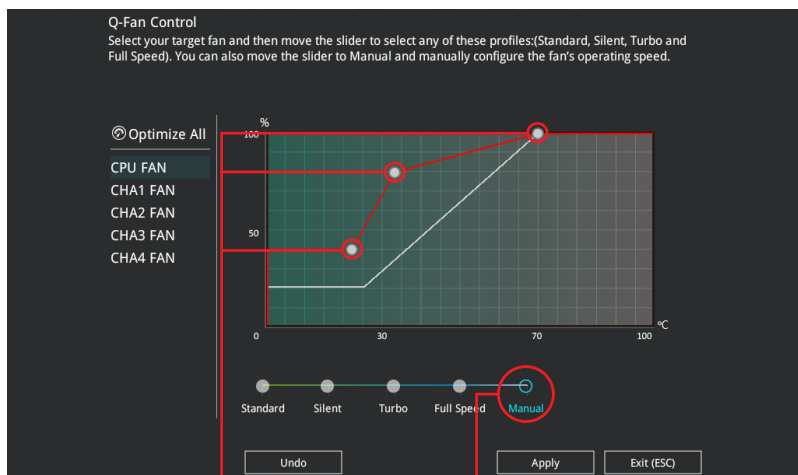 Q-Fan Control
Select your target fan and then move the slider to select any of these profiles:(Standard, Silent, Turbo and
Full Speed). You can also move the slider to Manual and manually configure the fan's operating speed.
Optimize All
CPU FAN
CHA1 FAN
CHA2 FAN
CHA3 FAN
CHA4 FAN
%
100
50
0 30 70 100 ºC
Standard Silent Turbo Full Speed Manual
Undo Apply Exit (ESC)